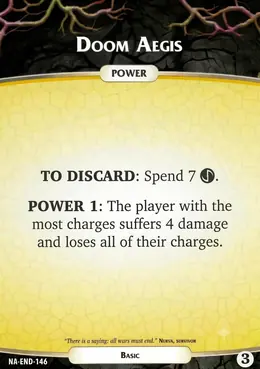 DOOM AEGIS
POWER
TO DISCARD: Spend 7 .
POWER 1: The player with the
most charges suffers 4 damage
and loses all of their charges.
"There is a saying: all wars must end." NURVA, SURVIVOR
NA-END-146
BASIC
3